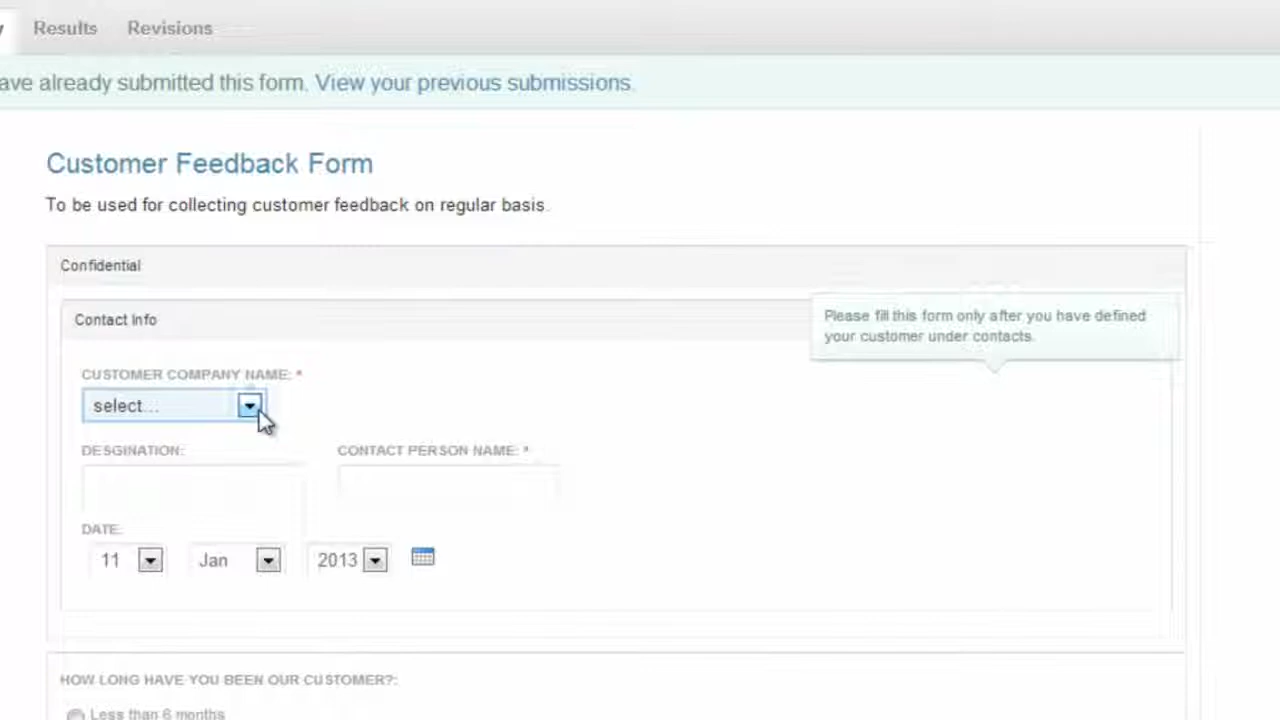 Results Revisions
ave already submitted this form. View your previous submissions.
Customer Feedback Form
To be used for collecting customer feedback on regular basis.
Confidential
Contact Info
Please fill this form only after you have defined
your customer under contacts.
CUSTOMER COMPANY NAME: *
select...
DESGINATION: CONTACT PERSON NAME: *
DATE:
11 Jan 2013
HOW LONG HAVE YOU BEEN OUR CUSTOMER?:
Less than 6 months